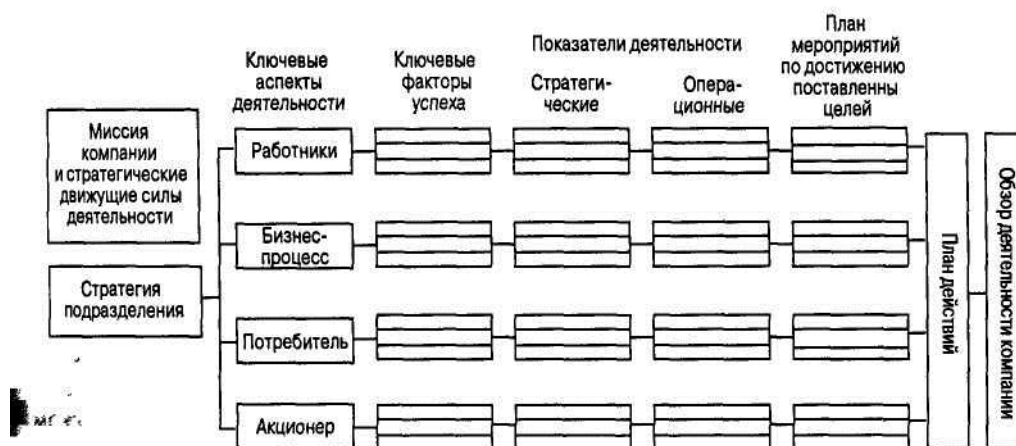 Ключевые
аспекты
деятельности
Ключевые
факторы
успеха
Показатели деятельности
Стратеги-
ческие
Опера-
ционные
План
мероприятий
по достижению
поставленны
целей
Миссия
компании
и стратегические
движущие силы
деятельности
Стратегия
подразделения
Работники
Бизнес-
процесс
Потребитель
Акционер
План действий
Обзор деятельности компании